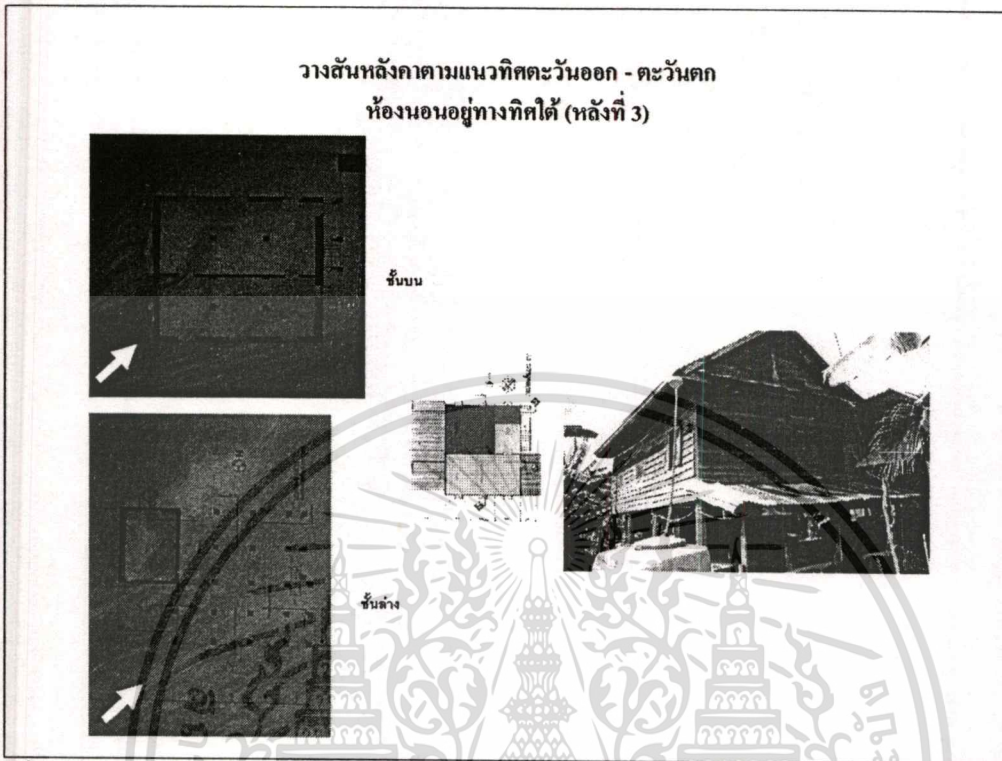 วางสันหลังคาตามแนวทิศตะวันออก - ตะวันตก
ห้องนอนอยู่ทางทิศใต้ (หลังที่ 3)
ชั้นบน
ชั้นล่าง